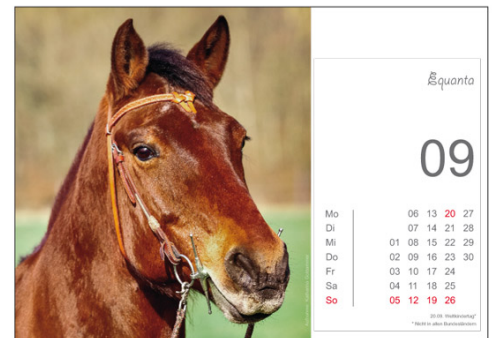 equanta
09
Mo 06 13 20 27
Di 07 14 21 28
Mi 01 08 15 22 29
Do 02 09 16 23 30
Fr 03 10 17 24
Sa 04 11 18 25
So 05 12 19 26
20.09. Weltkindertag*
* Nicht in allen Bundesländern